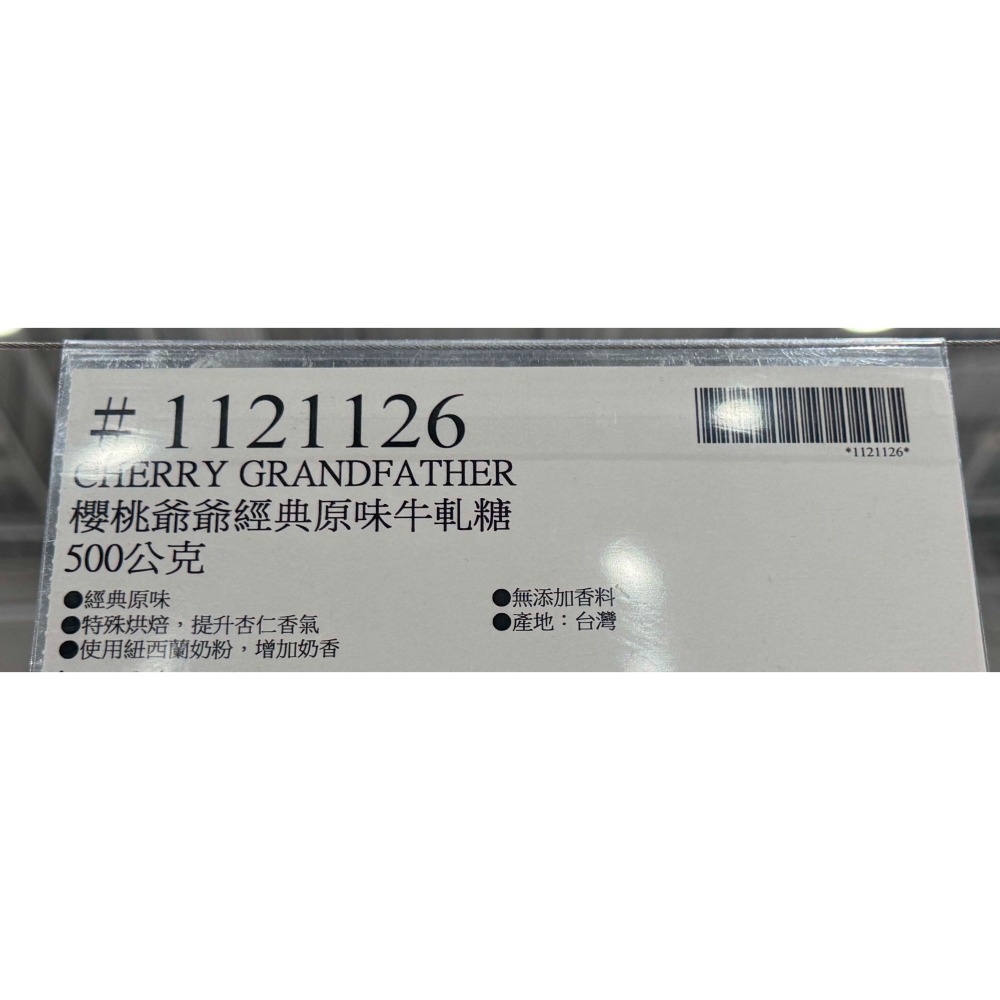 #1121126
*1121126*
CHERRY GRANDFATHER
櫻桃爺爺經典原味牛軋糖
500公克
●經典原味
●特殊烘焙，提升杏仁香氣
●使用紐西蘭奶粉，增加奶香
●無添加香料
●產地：台灣